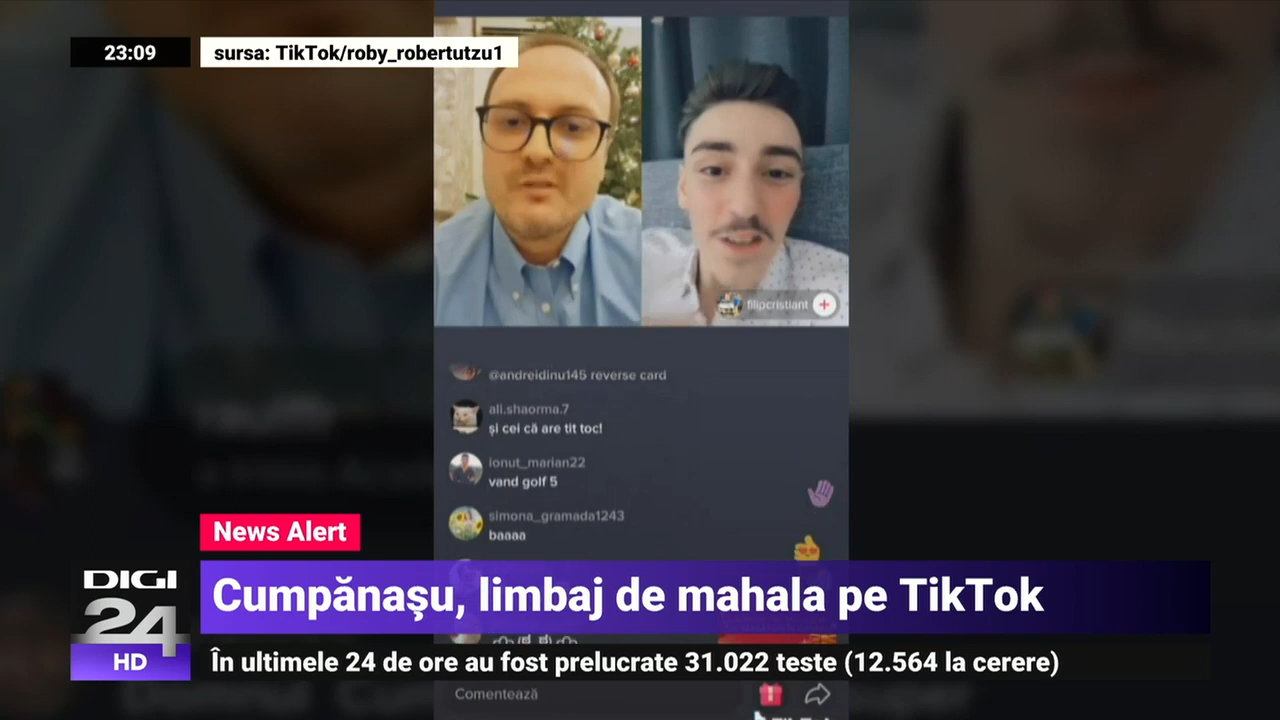 23:09
sursa: TikTok/roby_robertutzu1
filipcristiant
@andreidinu145 reverse card
ali.shaorma.7
și cei că are tit toc!
ionut_marian22
vand golf 5
simona_gramada1243
baaaa
News Alert
DIGI
24
HD
Cumpănașu, limbaj de mahala pe TikTok
În ultimele 24 de ore au fost prelucrate 31.022 teste (12.564 la cerere)
Comentează